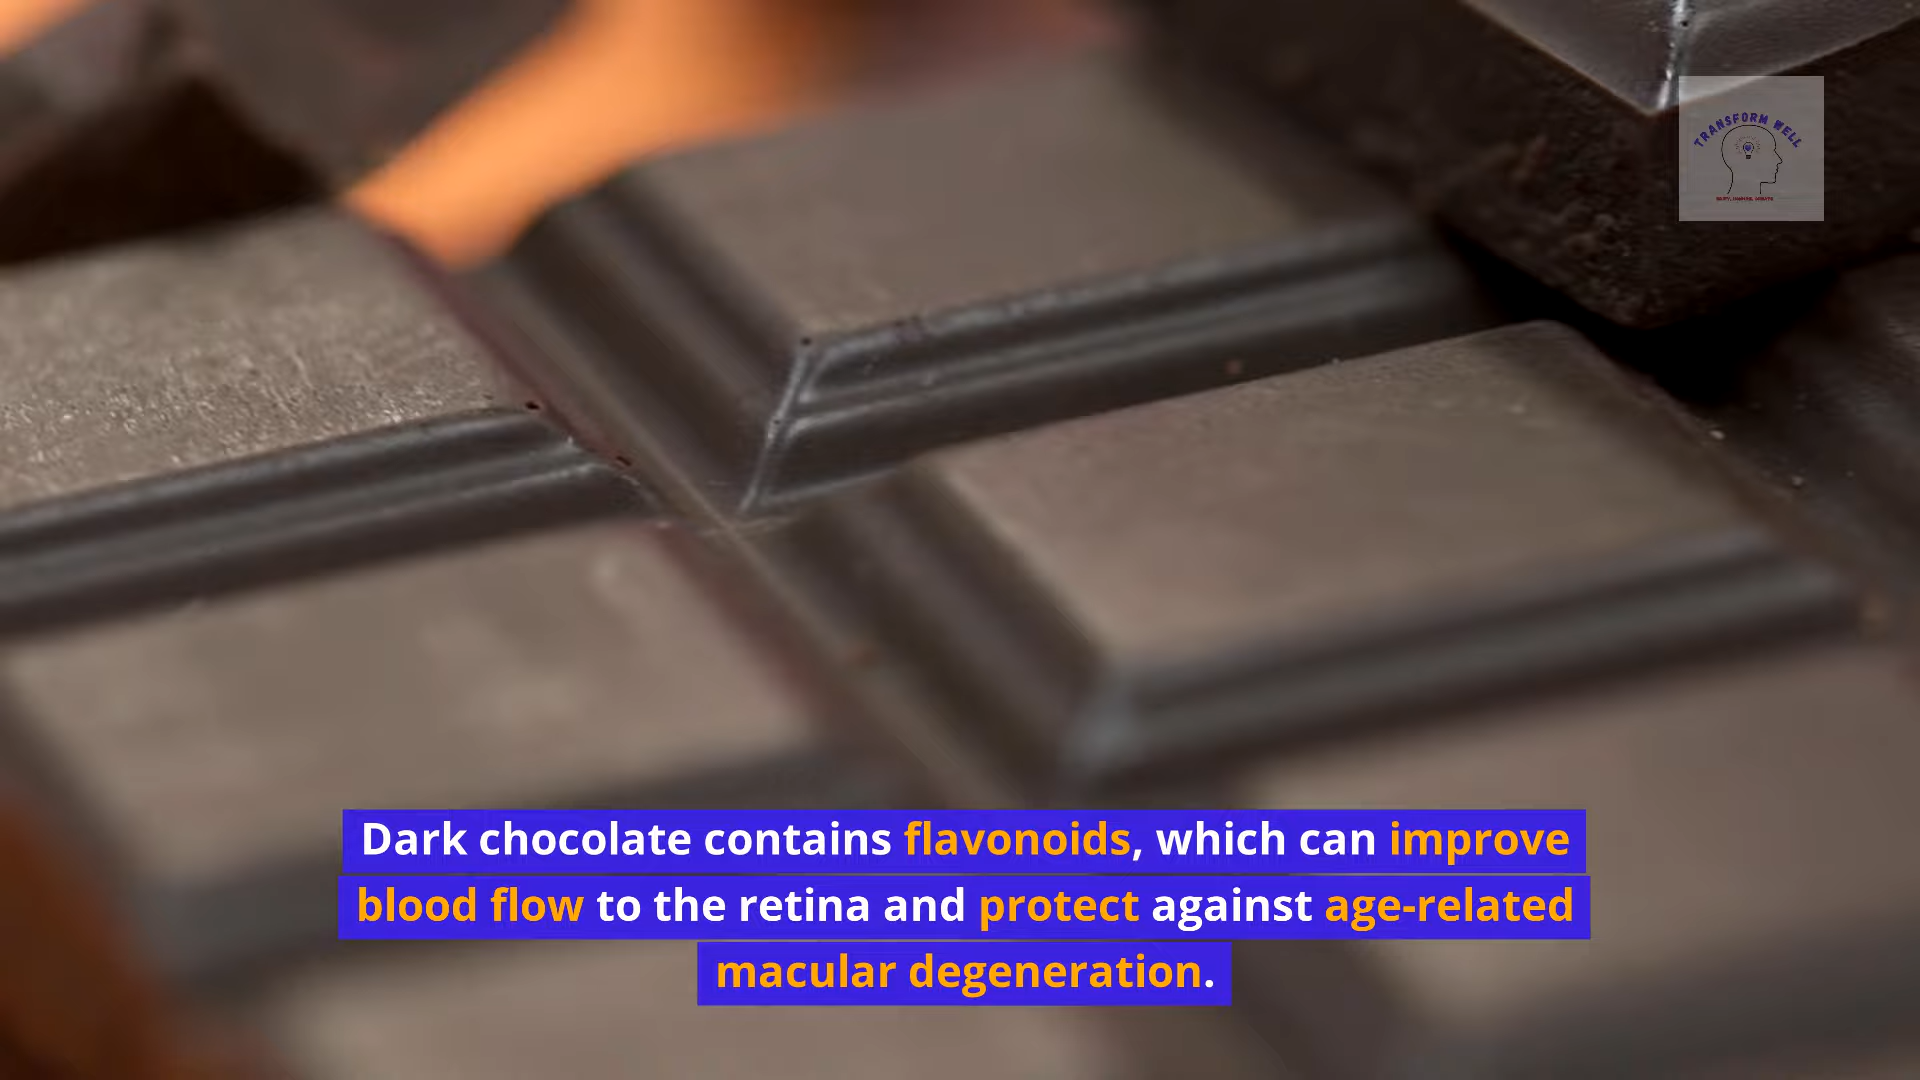 TRANSFORM WELL
Dark chocolate contains flavonoids, which can improve
blood flow to the retina and protect against age-related
macular degeneration.